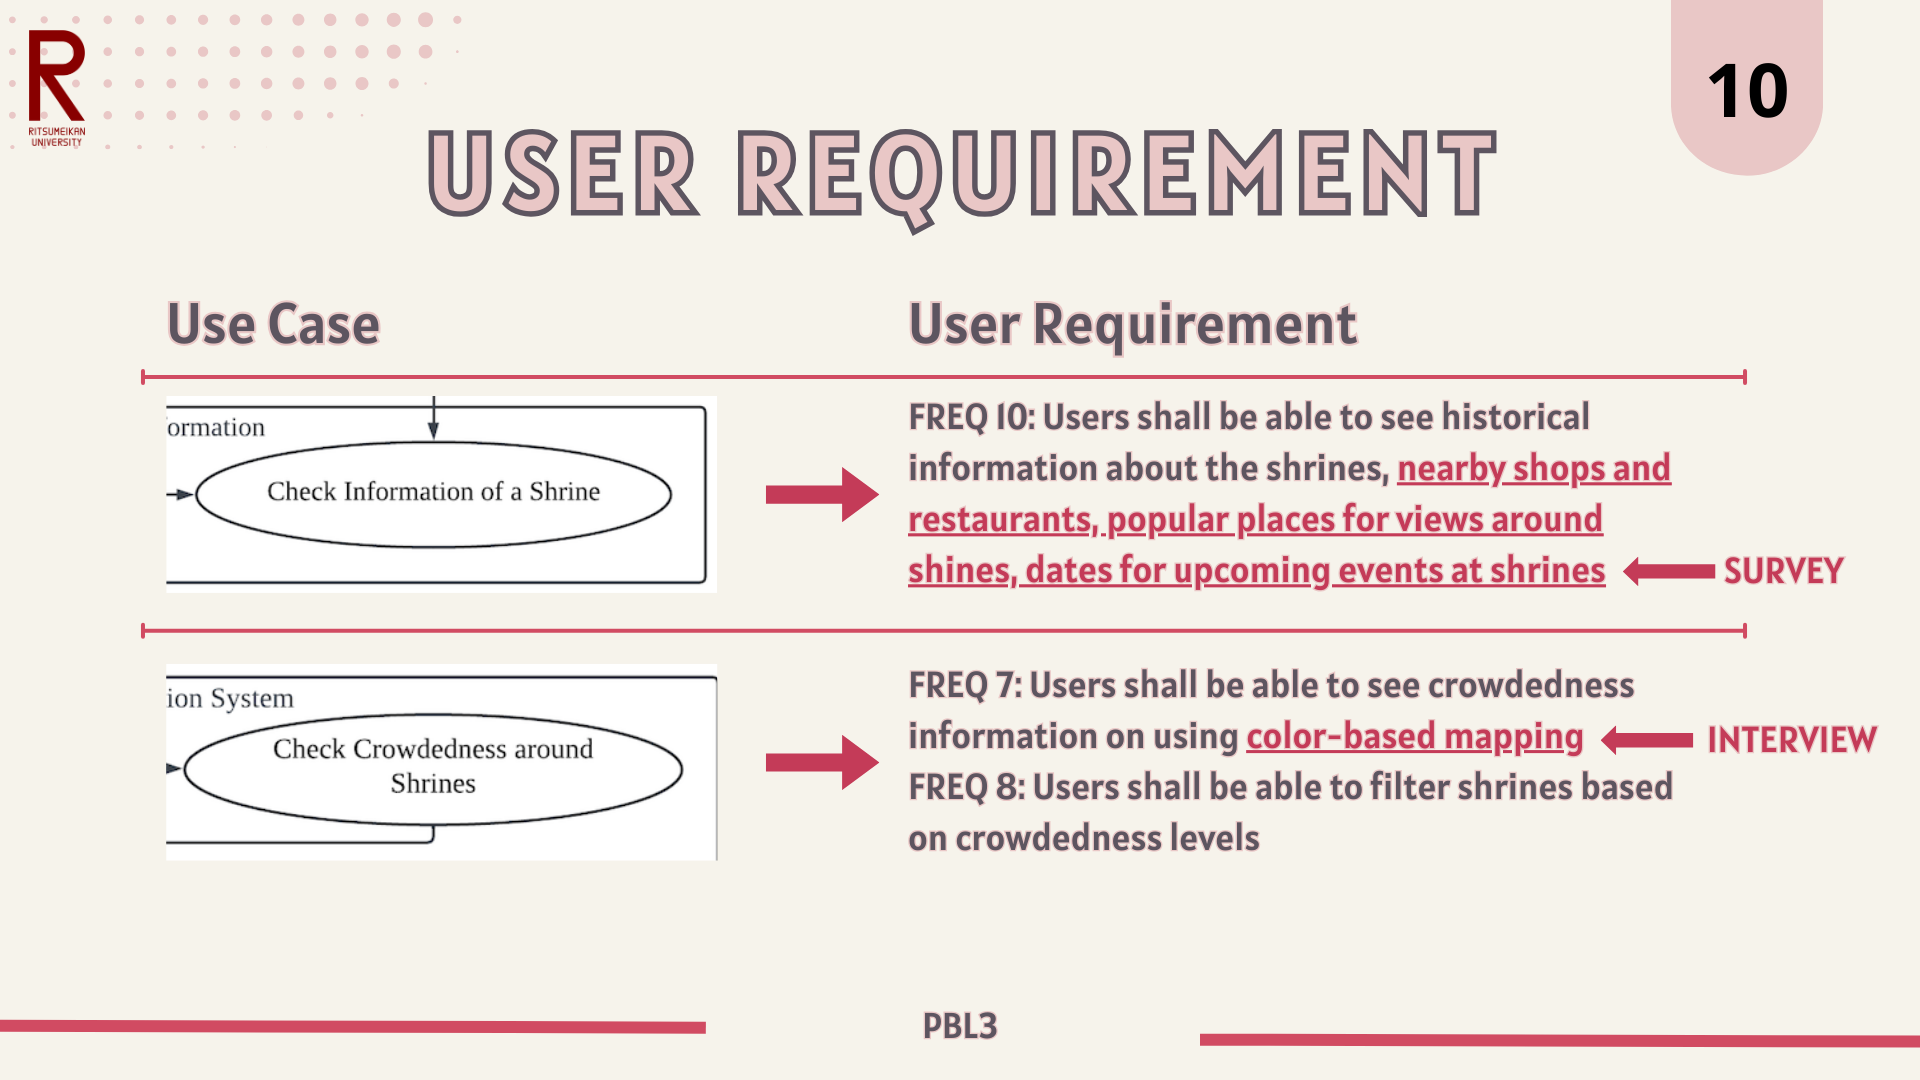 RITSUMEIKAN
UNIVERSITY
10
USER REQUIREMENT
Use Case
User Requirement
ormation
Check Information of a Shrine
FREQ 10: Users shall be able to see historical
information about the shrines, nearby shops and
restaurants, popular places for views around
shines, dates for upcoming events at shrines
SURVEY
ion System
Check Crowdedness around
Shrines
FREQ 7: Users shall be able to see crowdedness
information on using color-based mapping
INTERVIEW
FREQ 8: Users shall be able to filter shrines based
on crowdedness levels
PBL3